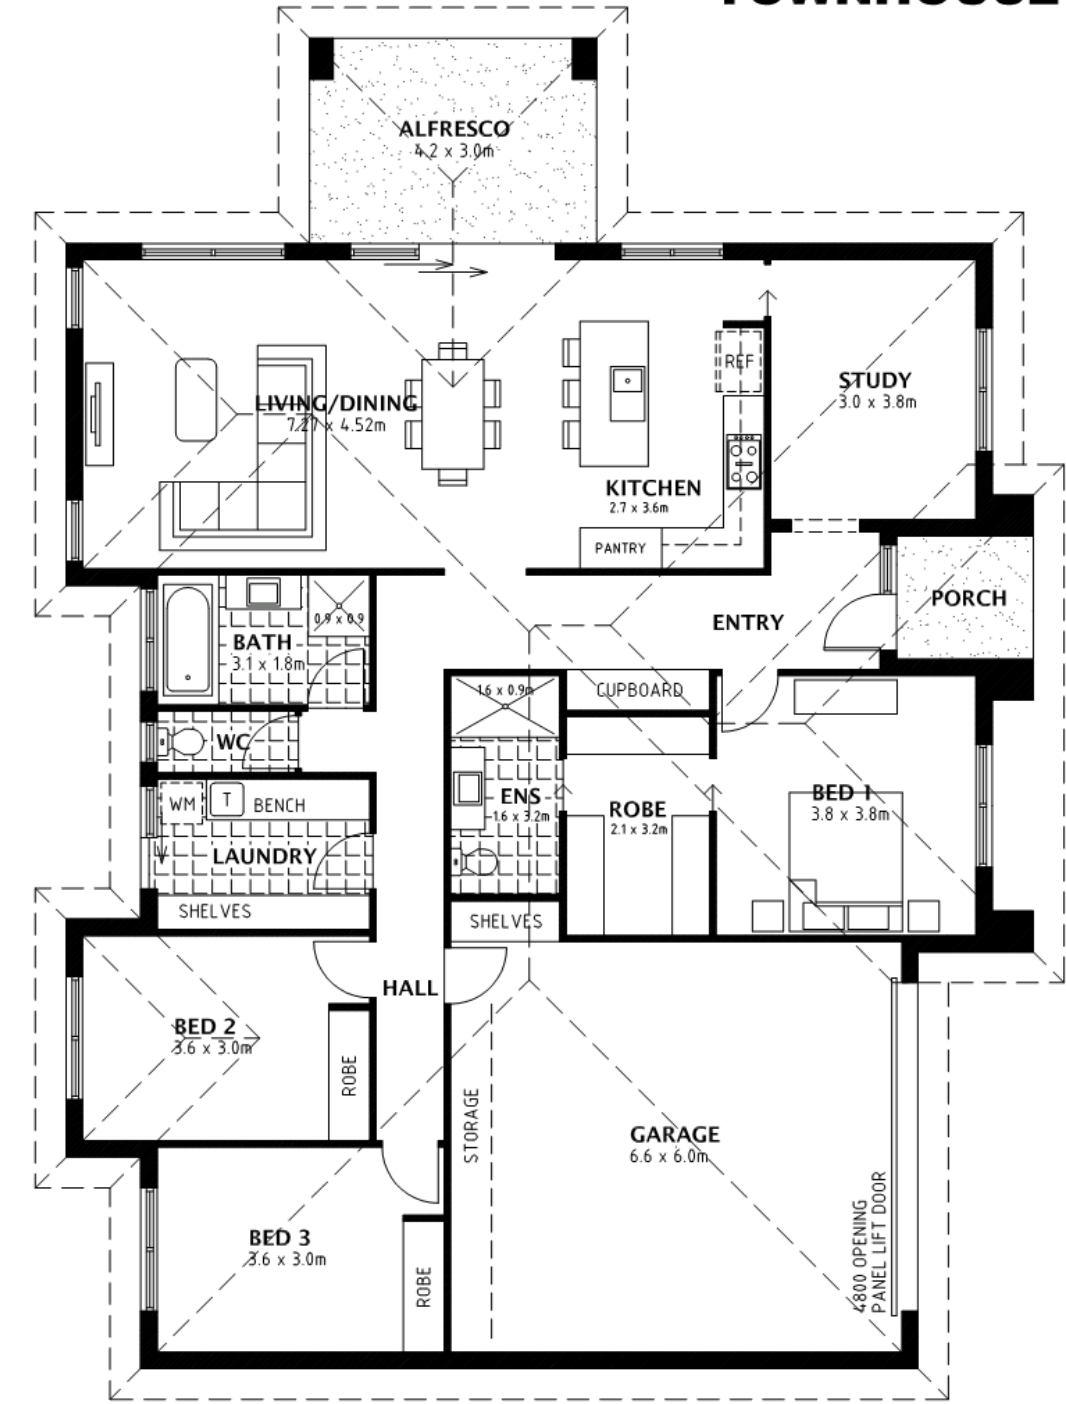 TOWNHOUSE
ALFRESCO
4.2 x 3.0m
LIVING/DINING
7.27 x 4.52m
REF
STUDY
3.0 x 3.8m
KITCHEN
2.7 x 3.6m
PANTRY
PORCH
ENTRY
0.9 x 0.9
BATH
3.1 x 1.8m
WC
1.6 x 0.9m
CUPBOARD
WM
T
BENCH
LAUNDRY
SHELVES
ENS
1.6 x 3.2m
ROBE
2.1 x 3.2m
BED 1
3.8 x 3.8m
SHELVES
HALL
BED 2
3.6 x 3.0m
ROBE
STORAGE
GARAGE
6.6 x 6.0m
4800 OPENING
PANEL LIFT DOOR
BED 3
3.6 x 3.0m
ROBE